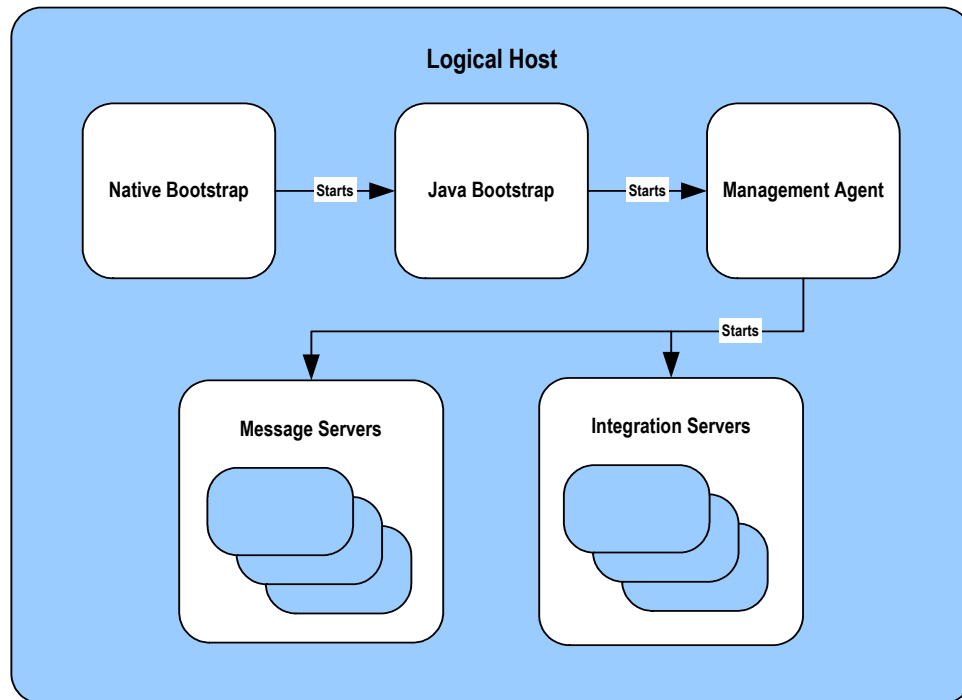 Logical Host
Native Bootstrap
Starts
Java Bootstrap
Starts
Management Agent
Starts
Message Servers
Integration Servers